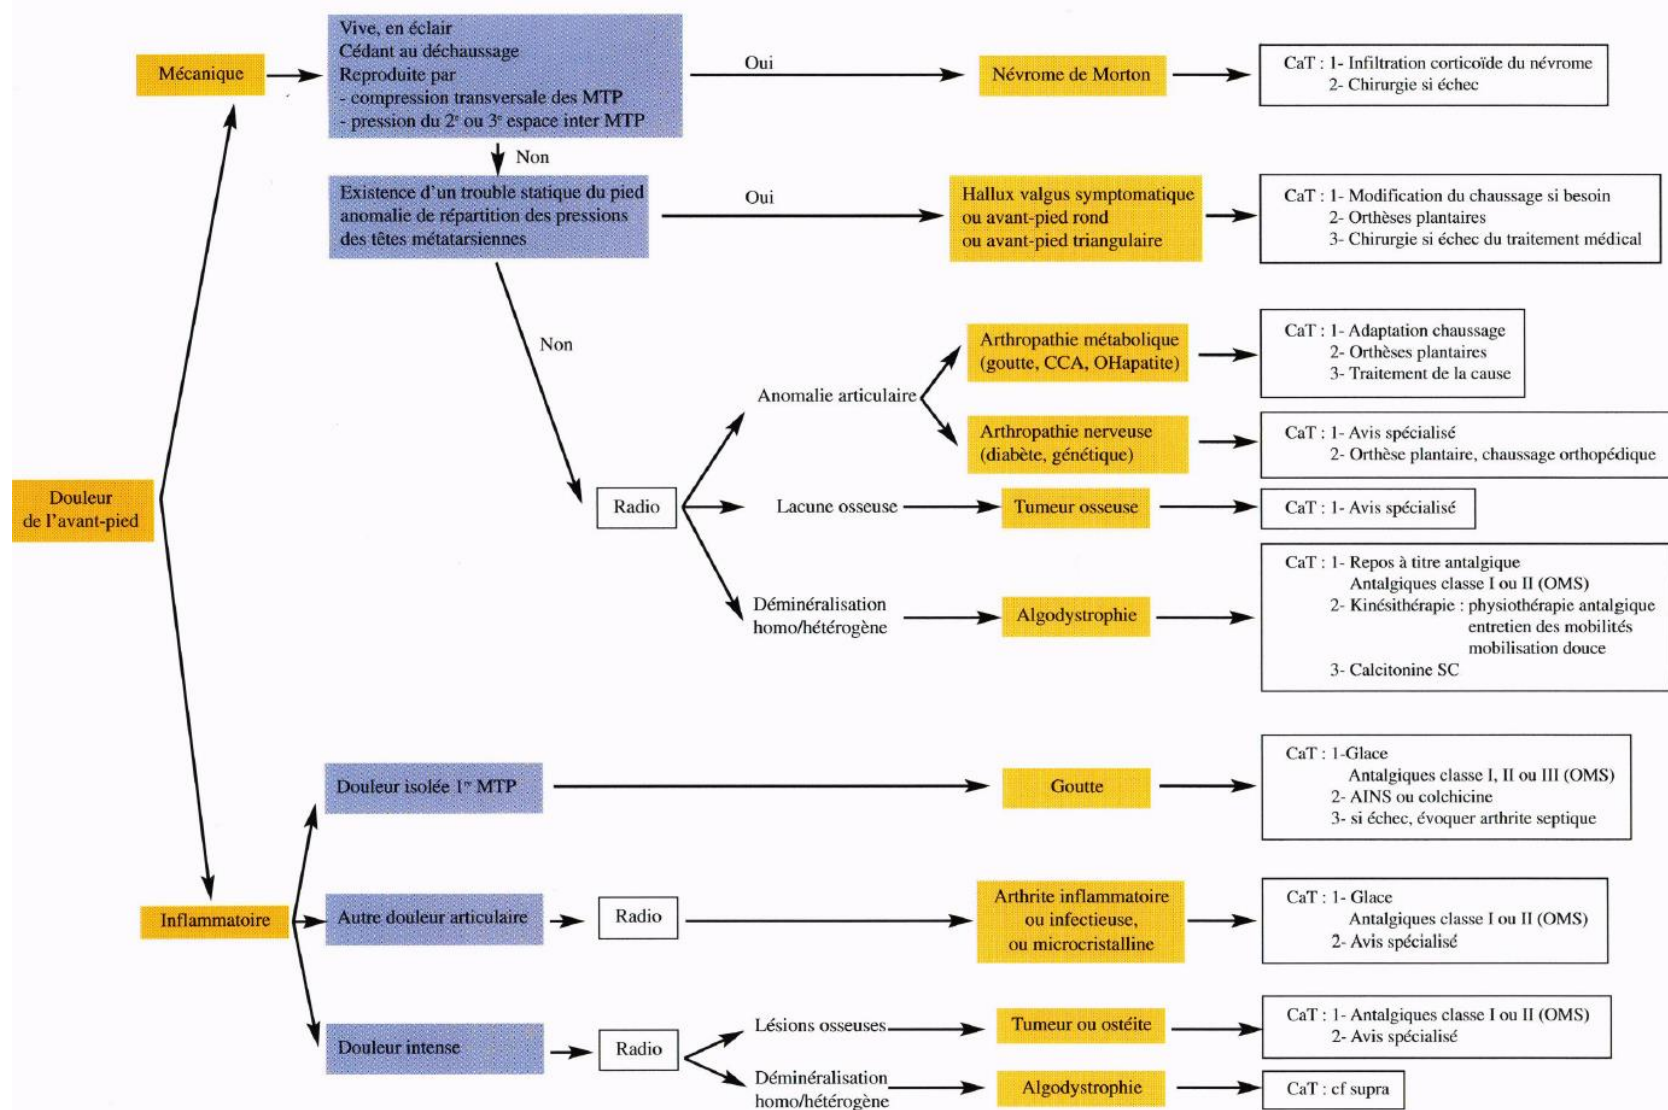 Douleur
de l'avant-pied
Mécanique
Vive, en éclair
Cédant au déchaussage
Reproduite par
- compression transversale des MTP
- pression du 2e ou 3e espace inter MTP
Oui
Névrome de Morton
CaT : 1- Infiltration corticoïde du névrome
2- Chirurgie si échec
Non
Existence d'un trouble statique du pied
anomalie de répartition des pressions
des têtes métatarsiennes
Oui
Hallux valgus symptomatique
ou avant-pied rond
ou avant-pied triangulaire
CaT : 1- Modification du chaussage si besoin
2- Orthèses plantaires
3- Chirurgie si échec du traitement médical
Non
Radio
Anomalie articulaire
Arthropathie métabolique
(goutte, CCA, OHapatite)
CaT : 1- Adaptation chaussage
2- Orthèses plantaires
3- Traitement de la cause
Arthropathie nerveuse
(diabète, génétique)
CaT : 1- Avis spécialisé
2- Orthèse plantaire, chaussage orthopédique
Lacune osseuse
Tumeur osseuse
CaT : 1- Avis spécialisé
Déminéralisation
homo/hétérogène
Algodystrophie
CaT : 1- Repos à titre antalgique
Antalgiques classe I ou II (OMS)
2- Kinésithérapie : physiothérapie antalgique
entretien des mobilités
mobilisation douce
3- Calcitonine SC
Inflammatoire
Douleur isolée 1re MTP
Goutte
CaT : 1-Glace
Antalgiques classe I, II ou III (OMS)
2- AINS ou colchicine
3- si échec, évoquer arthrite septique
Autre douleur articulaire
Radio
Arthrite inflammatoire
ou infectieuse,
ou microcristalline
CaT : 1- Glace
Antalgiques classe I ou II (OMS)
2- Avis spécialisé
Douleur intense
Radio
Lésions osseuses
Tumeur ou ostéite
CaT : 1- Antalgiques classe I ou II (OMS)
2- Avis spécialisé
Déminéralisation
homo/hétérogène
Algodystrophie
CaT : cf supra